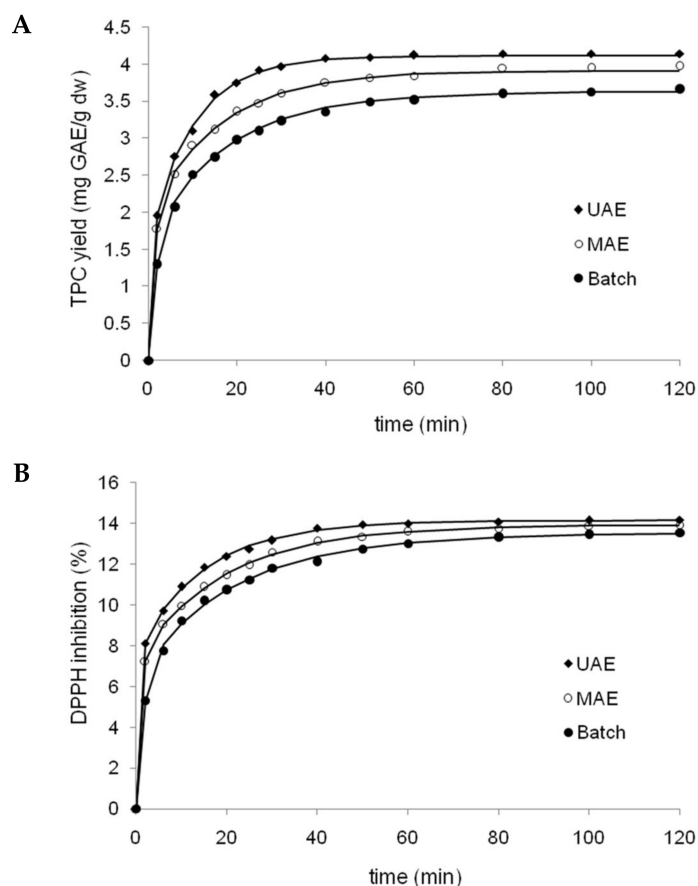 A
TPC yield (mg GAE/g dw)
4.5
4
3.5
3
2.5
2
1.5
1
0.5
0
UAE
MAE
Batch
0 20 40 60 80 100 120
time (min)
B
DPPH inhibition (%)
16
14
12
10
8
6
4
2
0
UAE
MAE
Batch
0 20 40 60 80 100 120
time (min)